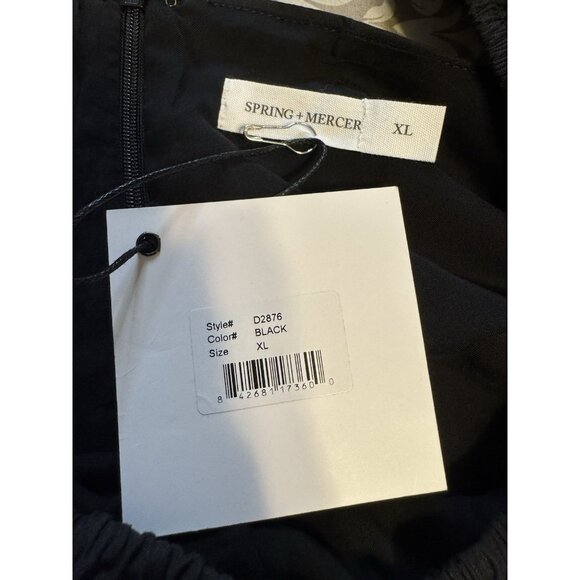 SPRING + MERCER XL
Style# D2876
Color# BLACK
Size XL
8 42681 17360 0